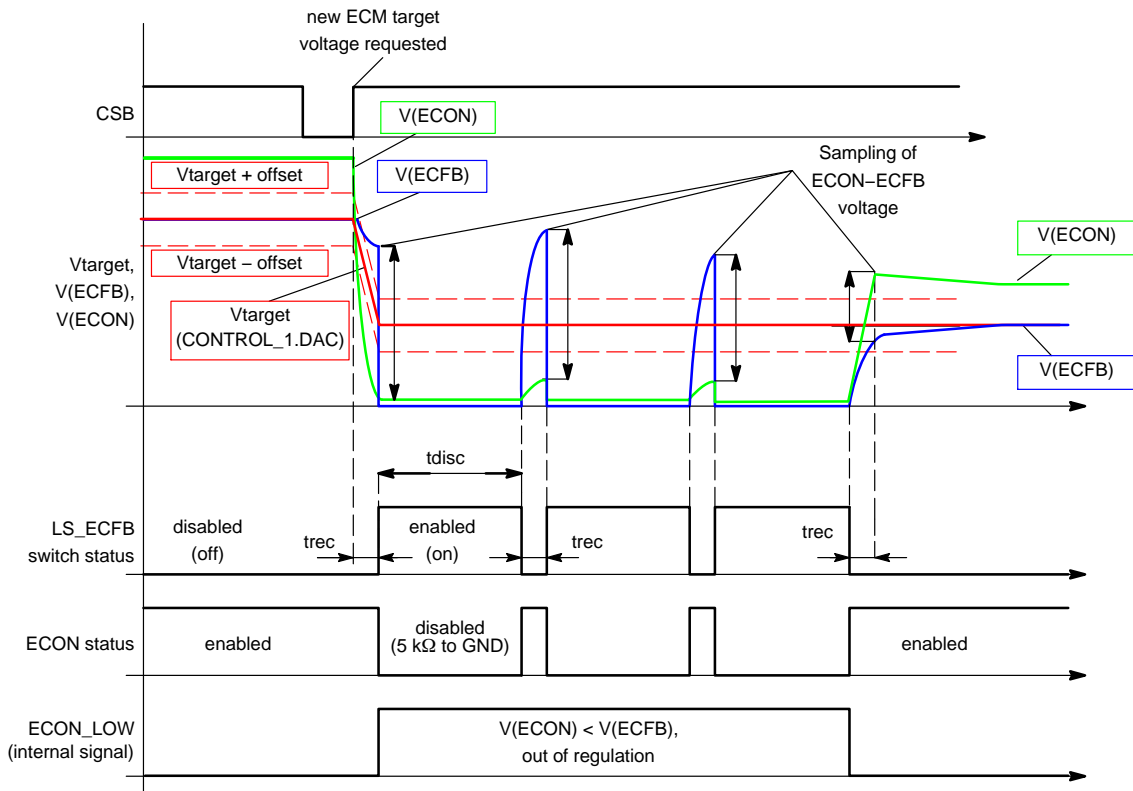 new ECM target
voltage requested
CSB
V(ECON)
Vtarget + offset
V(ECFB)
Sampling of
ECON–ECFB
voltage
V(ECON)
Vtarget – offset
Vtarget,
V(ECFB),
V(ECON)
Vtarget
(CONTROL_1.DAC)
V(ECFB)
tdisc
LS_ECFB
switch status
disabled
(off)
trec
enabled
(on)
trec
trec
ECON status
enabled
disabled
(5 kΩ to GND)
enabled
ECON_LOW
(internal signal)
V(ECON) < V(ECFB),
out of regulation